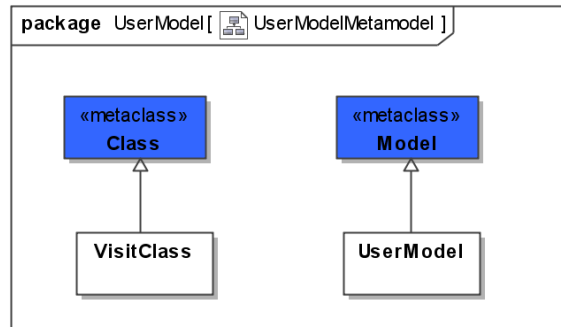 package UserModel[ UserModelMetamodel ]
«metaclass» «metaclass»
Class Model
VisitClass UserModel